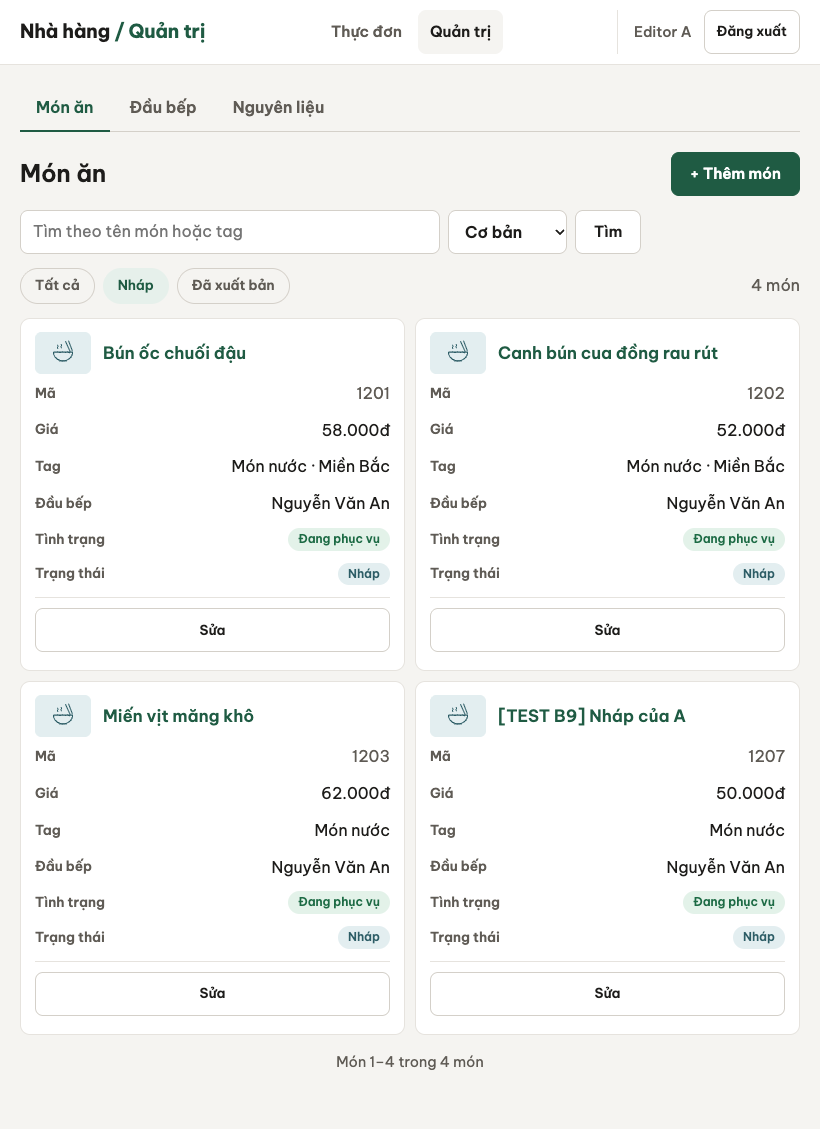 Nhà hàng / Quản trị
Thực đơn
Quản trị
Editor A
Đăng xuất
Món ăn
Đầu bếp
Nguyên liệu
Món ăn
+ Thêm món
Tìm theo tên món hoặc tag
Cơ bản
Tìm
Tất cả
Nháp
Đã xuất bản
4 món
Bún ốc chuối đậu
Mã 1201
Giá 58.000đ
Tag Món nước · Miền Bắc
Đầu bếp Nguyễn Văn An
Tình trạng Đang phục vụ
Trạng thái Nháp
Sửa
Canh bún cua đồng rau rút
Mã 1202
Giá 52.000đ
Tag Món nước · Miền Bắc
Đầu bếp Nguyễn Văn An
Tình trạng Đang phục vụ
Trạng thái Nháp
Sửa
Miến vịt măng khô
Mã 1203
Giá 62.000đ
Tag Món nước
Đầu bếp Nguyễn Văn An
Tình trạng Đang phục vụ
Trạng thái Nháp
Sửa
[TEST B9] Nháp của A
Mã 1207
Giá 50.000đ
Tag Món nước
Đầu bếp Nguyễn Văn An
Tình trạng Đang phục vụ
Trạng thái Nháp
Sửa
Món 1–4 trong 4 món